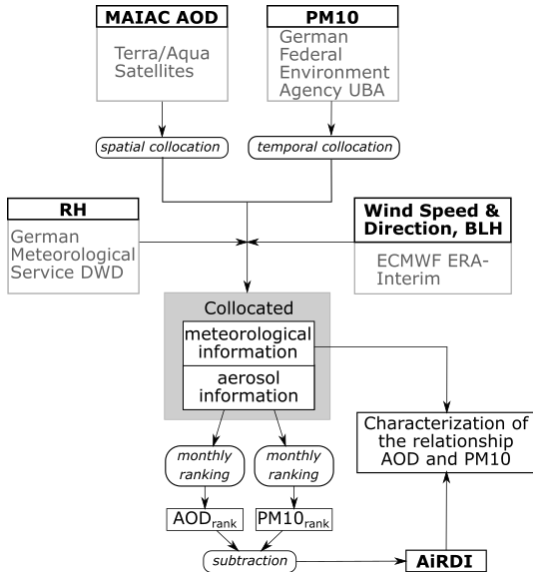 MAIAC AOD
Terra/Aqua
Satellites
PM10
German
Federal
Environment
Agency UBA
spatial collocation
temporal collocation
RH
German
Meteorological
Service DWD
Wind Speed &
Direction, BLH
ECMWF ERA-
Interim
Collocated
meteorological
information
aerosol
information
Characterization of
the relationship
AOD and PM10
monthly
ranking
monthly
ranking
AODrank
PM10rank
subtraction
AiRDI